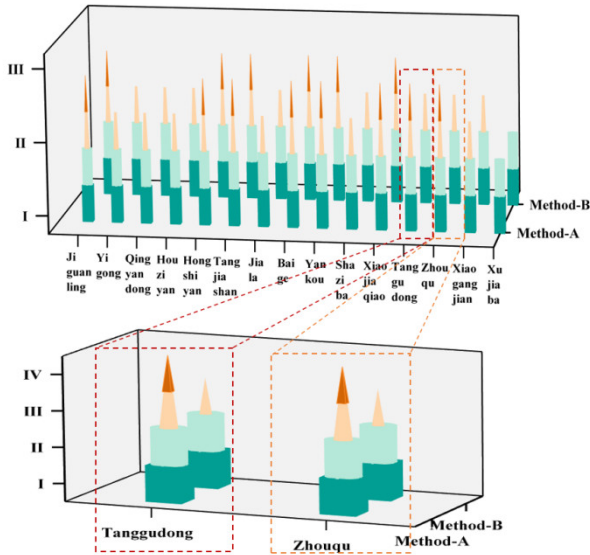 III
II
I
Method-B
Method-A
Ji Yi Qing Hou Hong Tang Jia Bai Yan Sha Xiao Tang Zhou Xiao Xu
guan gong yan zi shi jia la ge kou zi jia gu qu gang jia
ling dong yan yan shan ba qiao dong jian ba
IV
III
II
I
Tanggudong
Zhouqu
Method-B
Method-A